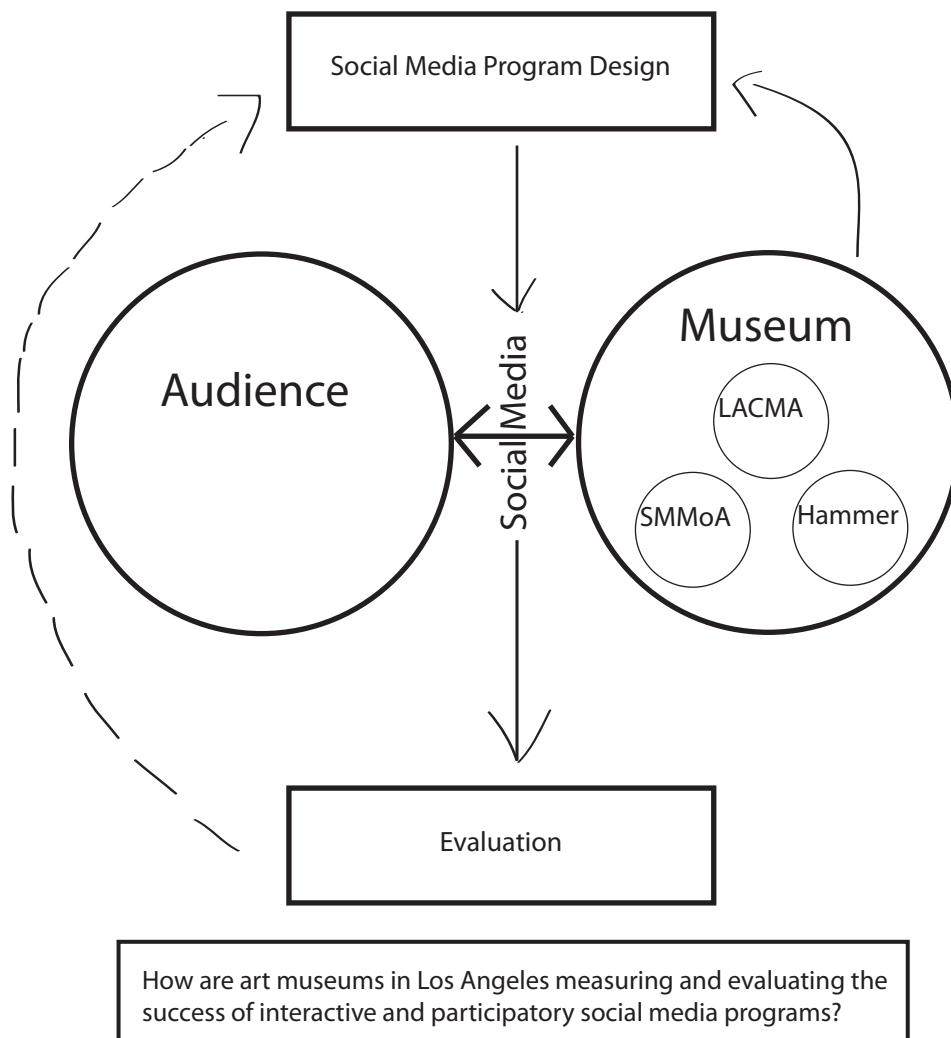 Social Media Program Design
Audience
Social Media
Museum
LACMA
SMMoA
Hammer
Evaluation
How are art museums in Los Angeles measuring and evaluating the
success of interactive and participatory social media programs?